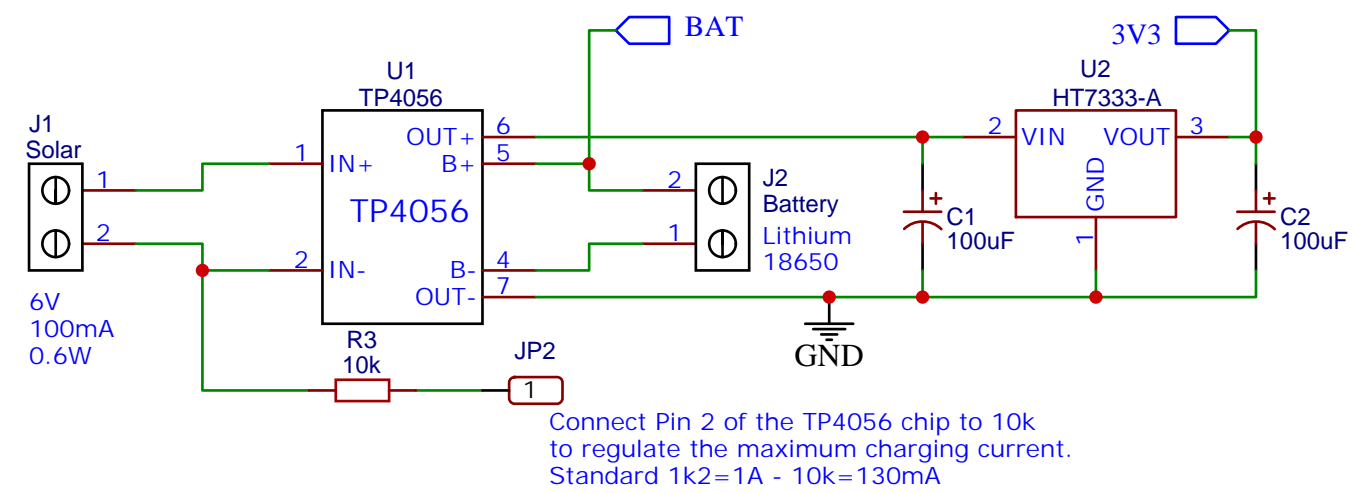 BAT
3V3
U1
TP4056
U2
HT7333-A
J1
Solar
OUT+
6
B+
5
2
VIN
VOUT
3
GND
1
1
IN+
1
TP4056
2
J2
Battery
Lithium
18650
1
C1
100uF
C2
100uF
2
2
IN-
B-
4
OUT-
7
6V
100mA
0.6W
GND
R3
10k
JP2
1
Connect Pin 2 of the TP4056 chip to 10k
to regulate the maximum charging current.
Standard 1k2=1A - 10k=130mA